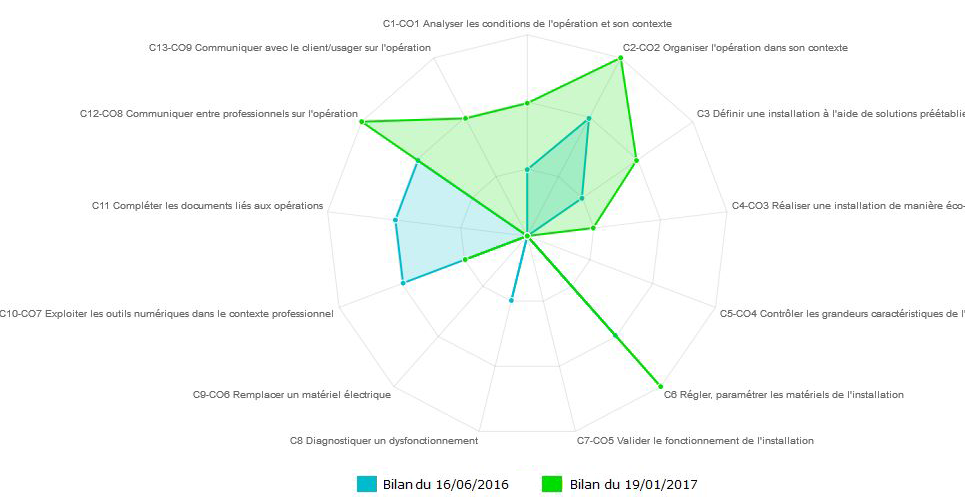 C1-CO1 Analyser les conditions de l'opération et son contexte
C13-CO9 Communiquer avec le client/usager sur l'opération
C2-CO2 Organiser l'opération dans son contexte
C12-CO8 Communiquer entre professionnels sur l'opération
C3 Définir une installation à l'aide de solutions préétablie
C11 Compléter les documents liés aux opérations
C4-CO3 Réaliser une installation de manière éco-
C10-CO7 Exploiter les outils numériques dans le contexte professionnel
C5-CO4 Contrôler les grandeurs caractéristiques de l'
C9-CO6 Remplacer un matériel électrique
C6 Régler, paramétrer les matériels de l'installation
C8 Diagnostiquer un dysfonctionnement
C7-CO5 Valider le fonctionnement de l'installation
Bilan du 16/06/2016
Bilan du 19/01/2017